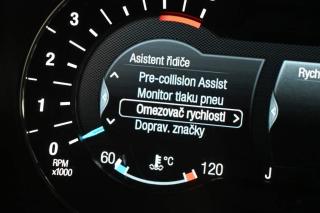 Asistent řidiče
Pre-collision Assist
Monitor tlaku pneu
Omezovač rychlosti
Doprav. značky
Rych
3
2
1
0
RPM
x1000
60 °C 120
J